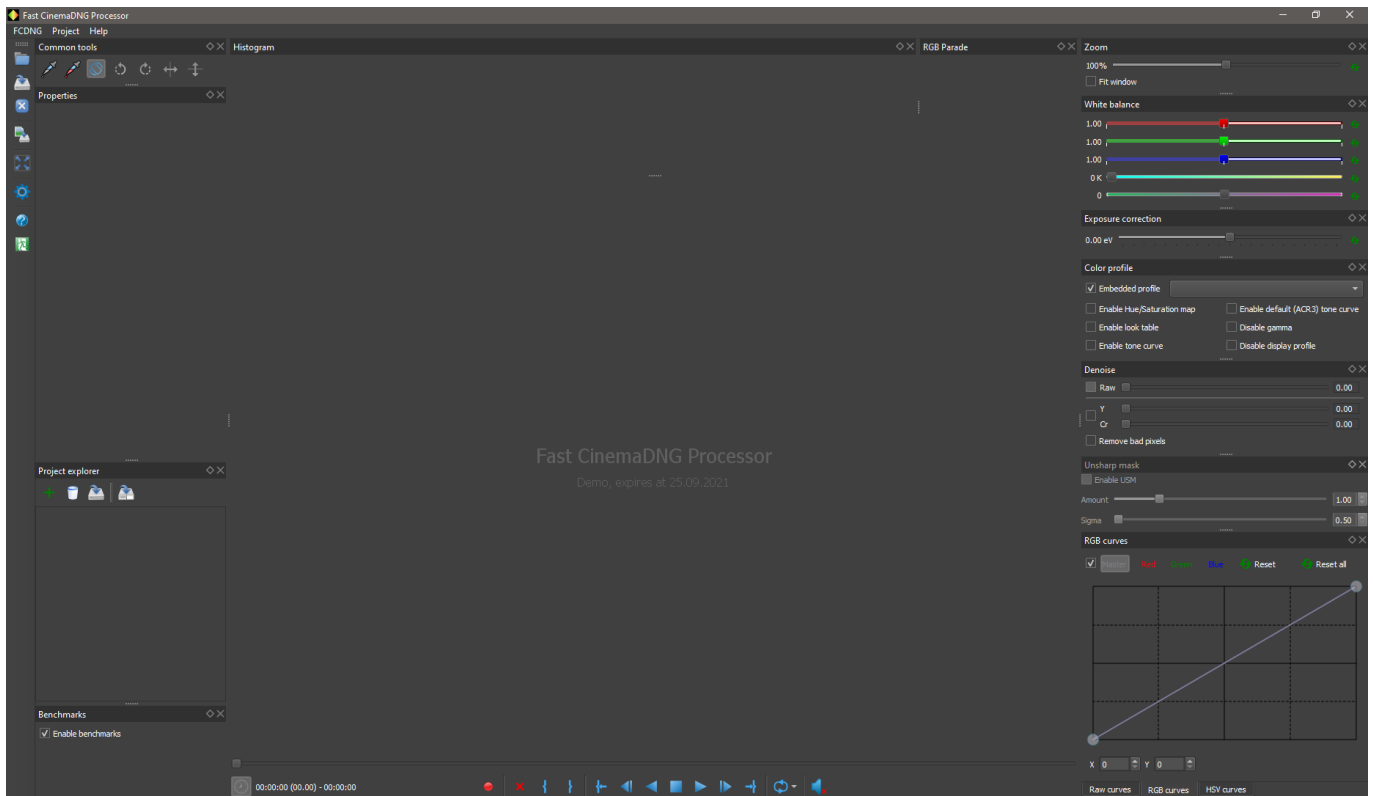 Fast CinemaDNG Processor
FCDNG Project Help
Common tools
Properties
Project explorer
Benchmarks
Enable benchmarks
Histogram
RGB Parade
Fast CinemaDNG Processor
Demo, expires at 25.09.2021
00:00:00 (00.00) - 00:00:00
Zoom
100%
Fit window
White balance
1.00
1.00
1.00
0 K
0
Exposure correction
0.00 eV
Color profile
Embedded profile
Enable Hue/Saturation map Enable default (ACR3) tone curve
Enable look table Disable gamma
Enable tone curve Disable display profile
Denoise
Raw 0.00
Y 0.00
Cr 0.00
Remove bad pixels
Unsharp mask
Enable USM
Amount 1.00
Sigma 0.50
RGB curves
Master Red Green Blue Reset Reset all
X 0 Y 0
Raw curves RGB curves HSV curves